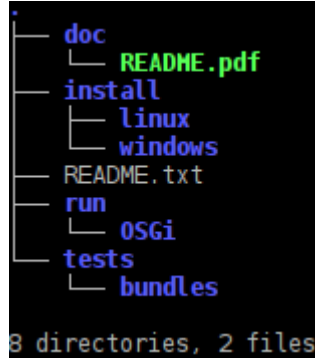 .
├── doc
│   └── README.pdf
├── install
│   ├── linux
│   └── windows
├── README.txt
├── run
│   └── OSGi
└── tests
    └── bundles
8 directories, 2 files